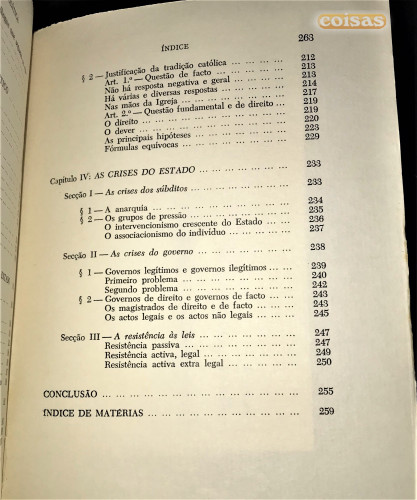 coisas
ÍNDICE 263
§ 2 — Justificação da tradição católica ... 212
Art. 1.º — Questão de facto ... 213
Não há resposta negativa e geral ... 213
Há várias e diversas respostas ... 214
Nas mãos da Igreja ... 217
Art. 2.º — Questão fundamental e de direito ... 219
O direito ... 219
O dever ... 220
As principais hipóteses ... 223
Fórmulas equívocas ... 229
Capítulo IV: AS CRISES DO ESTADO ... 233
Secção I — As crises dos súbditos ... 233
§ 1 — A anarquia ... 234
§ 2 — Os grupos de pressão ... 235
O intervencionismo crescente do Estado ... 236
O associacionismo do indivíduo ... 237
Secção II — As crises do governo ... 238
§ 1 — Governos legítimos e governos ilegítimos ... 239
Primeiro problema ... 240
Segundo problema ... 242
§ 2 — Governos de direito e governos de facto ... 243
Os magistrados de direito e de facto ... 243
Os actos legais e os actos não legais ... 245
Secção III — A resistência às leis ... 247
Resistência passiva ... 247
Resistência activa, legal ... 249
Resistência activa extra legal ... 250
CONCLUSÃO ... 255
ÍNDICE DE MATÉRIAS ... 259